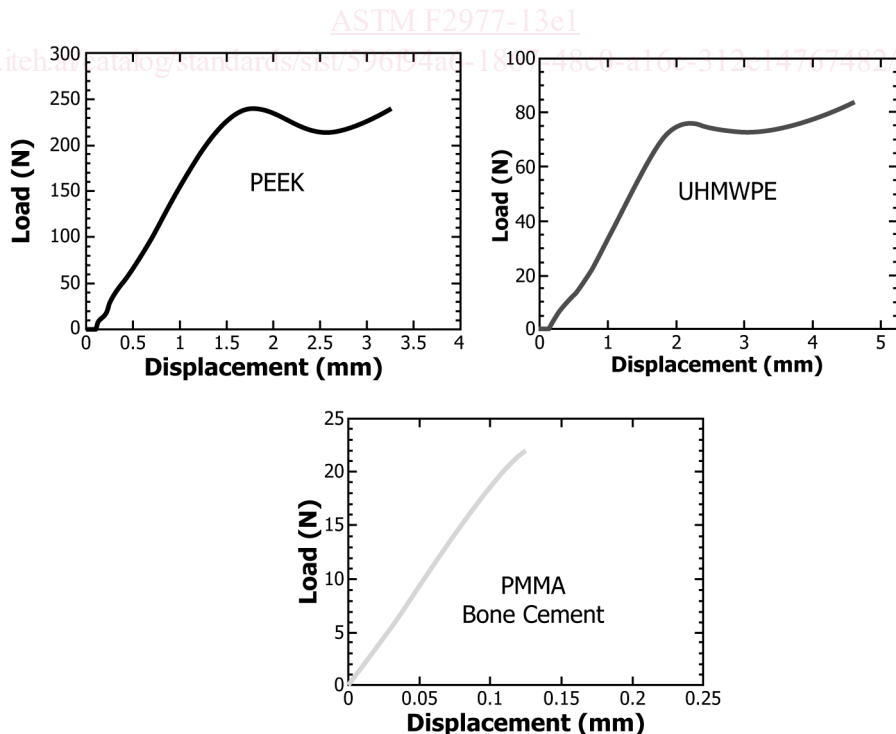 ASTM F2977-13e1
300
250
200
150
100
50
0
Load (N)
PEEK
0 0.5 1 1.5 2 2.5 3 3.5 4
Displacement (mm)
100
80
60
40
20
0
Load (N)
UHMWPE
0 1 2 3 4 5
Displacement (mm)
25
20
15
10
5
0
Load (N)
PMMA
Bone Cement
0 0.05 0.1 0.15 0.2 0.25
Displacement (mm)